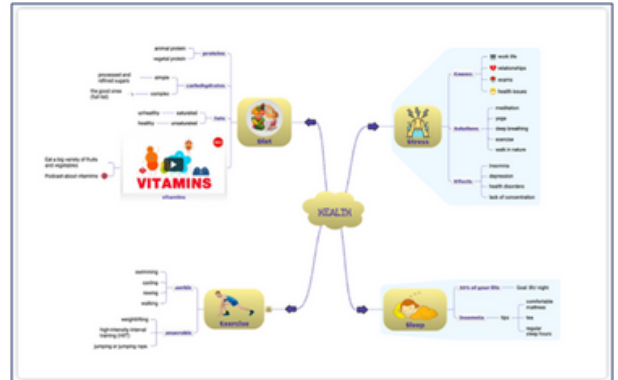 HEALTH
Diet
proteins
animal protein
vegetal protein
carbohydrates
simple
processed and
refined sugars
complex
the good ones
(full list)
fats
unhealthy
saturated
healthy
unsaturated
VITAMINS
vitamins
Eat a big variety of fruits
and vegetables
Podcast about vitamins
Stress
Causes
work life
relationships
exams
health issues
Solutions
meditation
yoga
deep breathing
exercise
walk in nature
Effects
insomnia
depression
health disorders
lack of concentration
Exercise
aerobic
swimming
cycling
rowing
walking
anaerobic
weightlifting
high-intensity interval
training (HIIT)
jumping or jumping rope
Sleep
33% of your life
Goal: 8h/ night
Insomnia
tips
comfortable
mattress
tea
regular
sleep hours